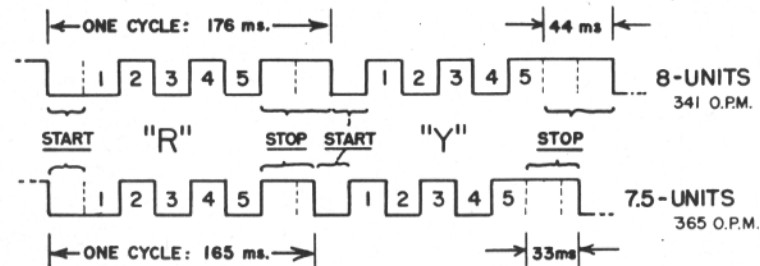 ONE CYCLE: 176 ms. 44 ms
1 2 3 4 5 1 2 3 4 5 8-UNITS
341 O.P.M.
START "R" STOP START "Y" STOP
1 2 3 4 5 1 2 3 4 5 7.5-UNITS
365 O.P.M.
ONE CYCLE: 165 ms. 33ms